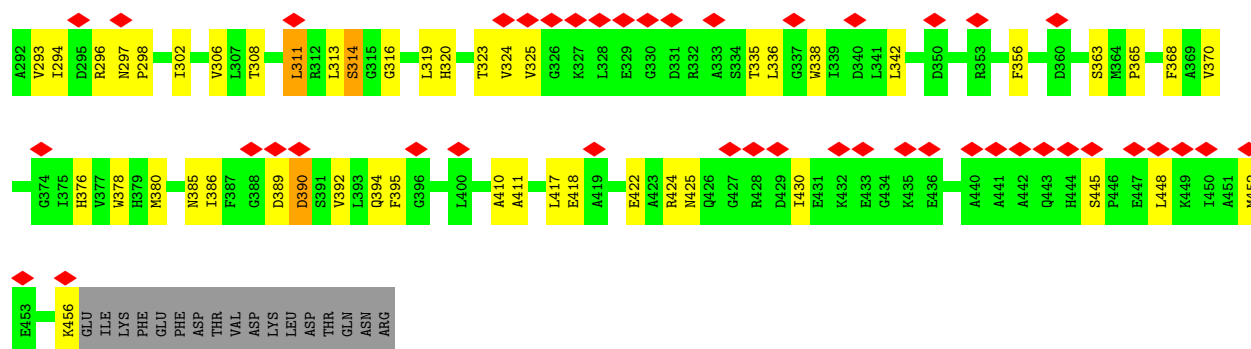 A292 V293 I294 D295 R296 N297 P298 I302 V306 L307 T308 L311 R312 L313 S314 G315 G316 L319 H320 T323 V324 V325 G326 K327 L328 E329 G330 D331 R332 A333 S334 T335 L336 G337 W338 I339 D340 L341 L342 D350 R353 F356 D360 S363 M364 P365 F368 A369 V370
G374 I375 H376 V377 W378 H379 M380 N385 I386 F387 G388 D389 D390 S391 V392 L393 Q394 F395 G396 L400 A410 A411 L417 E418 A419 E422 A423 R424 N425 Q426 G427 R428 D429 I430 E431 K432 E433 G434 K435 E436 A440 A441 A442 Q443 H444 S445 P446 E447 L448 K449 I450 A451 M452
E453 K456 GLU ILE LYS PHE GLU PHE ASP THR VAL ASP LYS LEU ASP THR GLN ASN ARG